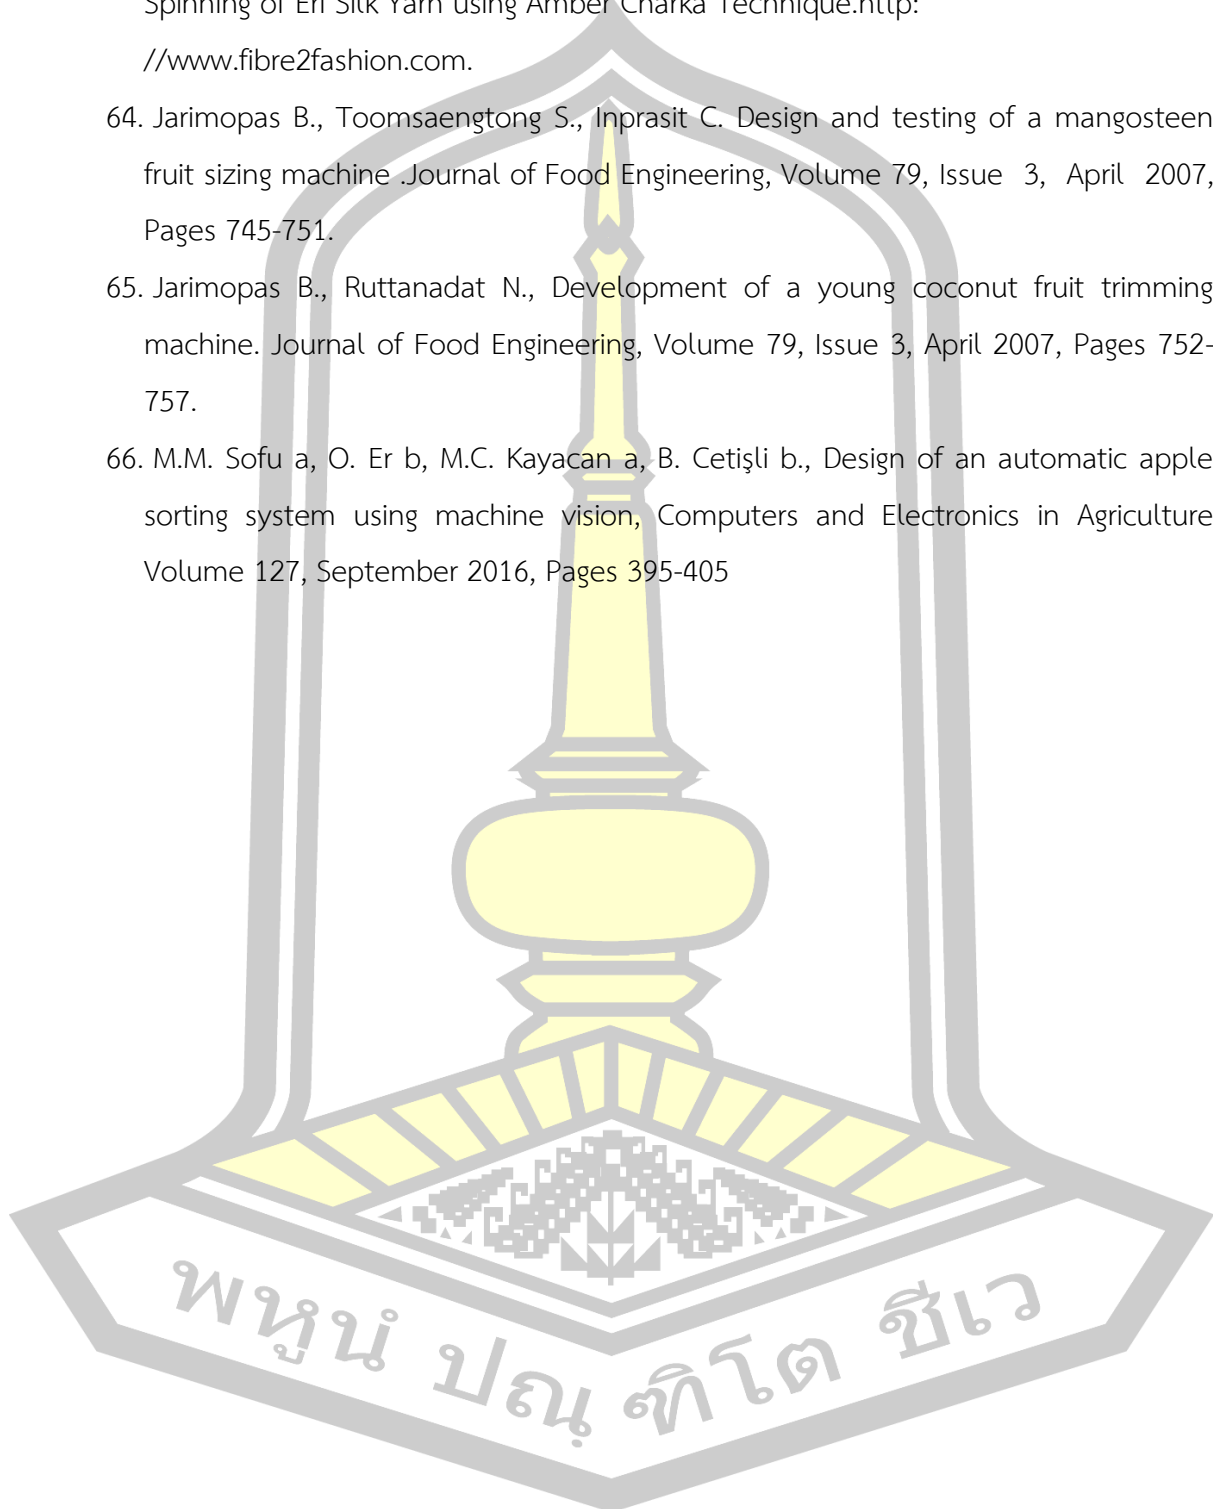 Spinning of Eri Silk Yarn using Amber Charka Technique.http:
//www.fibre2fashion.com.
64. Jarimopas B., Toomsaengtong S., Inprasit C. Design and testing of a mangosteen
fruit sizing machine .Journal of Food Engineering, Volume 79, Issue 3, April 2007,
Pages 745-751.
65. Jarimopas B., Ruttanadat N., Development of a young coconut fruit trimming
machine. Journal of Food Engineering, Volume 79, Issue 3, April 2007, Pages 752-
757.
66. M.M. Sofu a, O. Er b, M.C. Kayacan a, B. Cetişli b., Design of an automatic apple
sorting system using machine vision, Computers and Electronics in Agriculture
Volume 127, September 2016, Pages 395-405
พหูนํ ปณฺฑิโต ชีเว